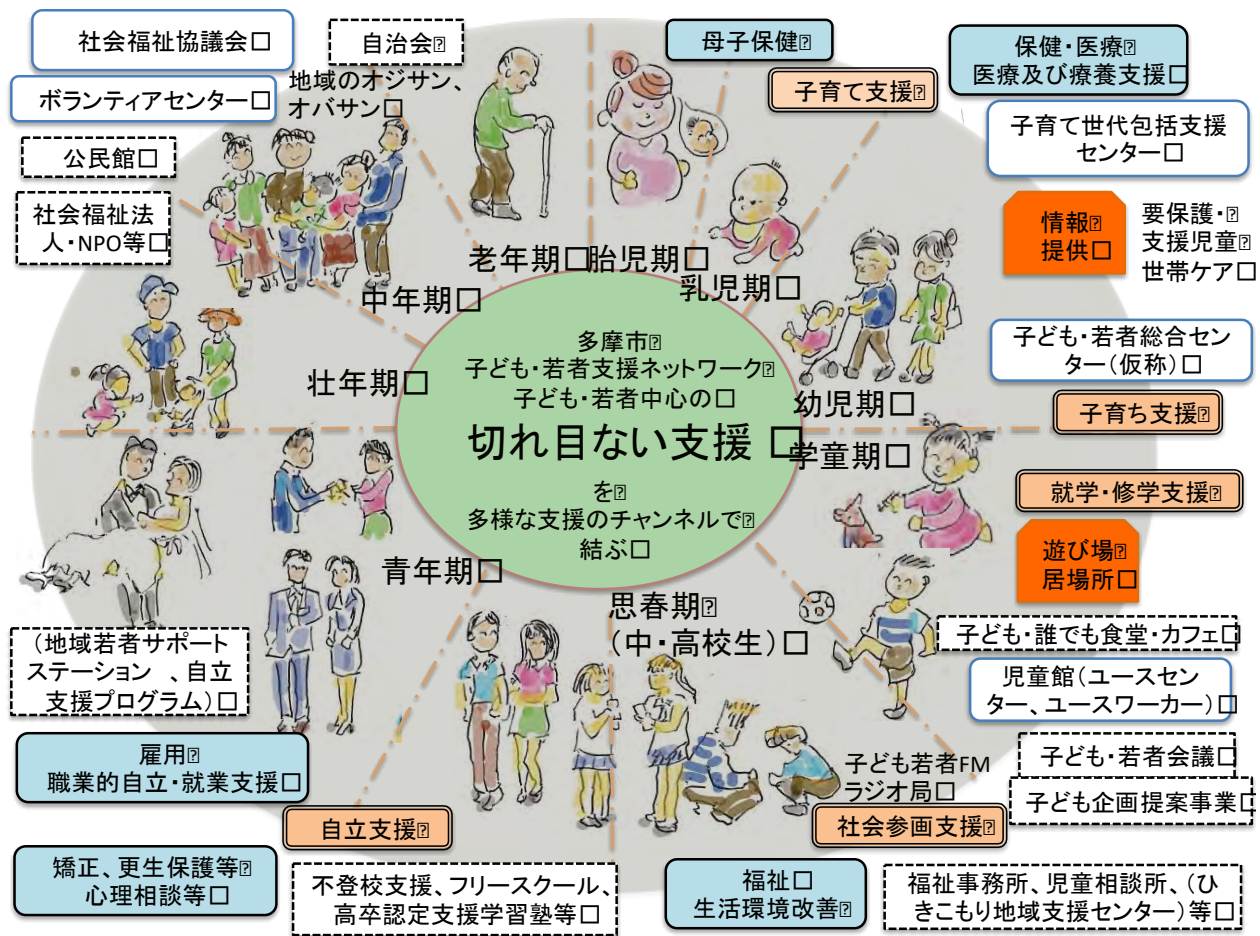 社会福祉協議会
ボランティアセンター
公民館
社会福祉法
人・NPO等
自治会
地域のオジサン、
オバサン
母子保健
子育て支援
保健・医療
医療及び療養支援
子育て世代包括支援
センター
情報
提供
要保護・
支援児童
世帯ケア
子ども・若者総合セン
ター(仮称)
子育ち支援
就学・修学支援
遊び場
居場所
子ども・誰でも食堂・カフェ
児童館(ユースセン
ター、ユースワーカー)
子ども・若者会議
子ども企画提案事業
子ども若者FM
ラジオ局
社会参画支援
福祉事務所、児童相談所、(ひ
きこもり地域支援センター)等
福祉
生活環境改善
不登校支援、フリースクール、
高卒認定支援学習塾等
自立支援
矯正、更生保護等
心理相談等
雇用
職業的自立・就業支援
(地域若者サポート
ステーション 、自立
支援プログラム)
老年期
胎児期
乳児期
幼児期
学童期
思春期
(中・高校生)
青年期
壮年期
中年期
多摩市
子ども・若者支援ネットワーク
子ども・若者中心の
切れ目ない支援
を
多様な支援のチャンネルで
結ぶ